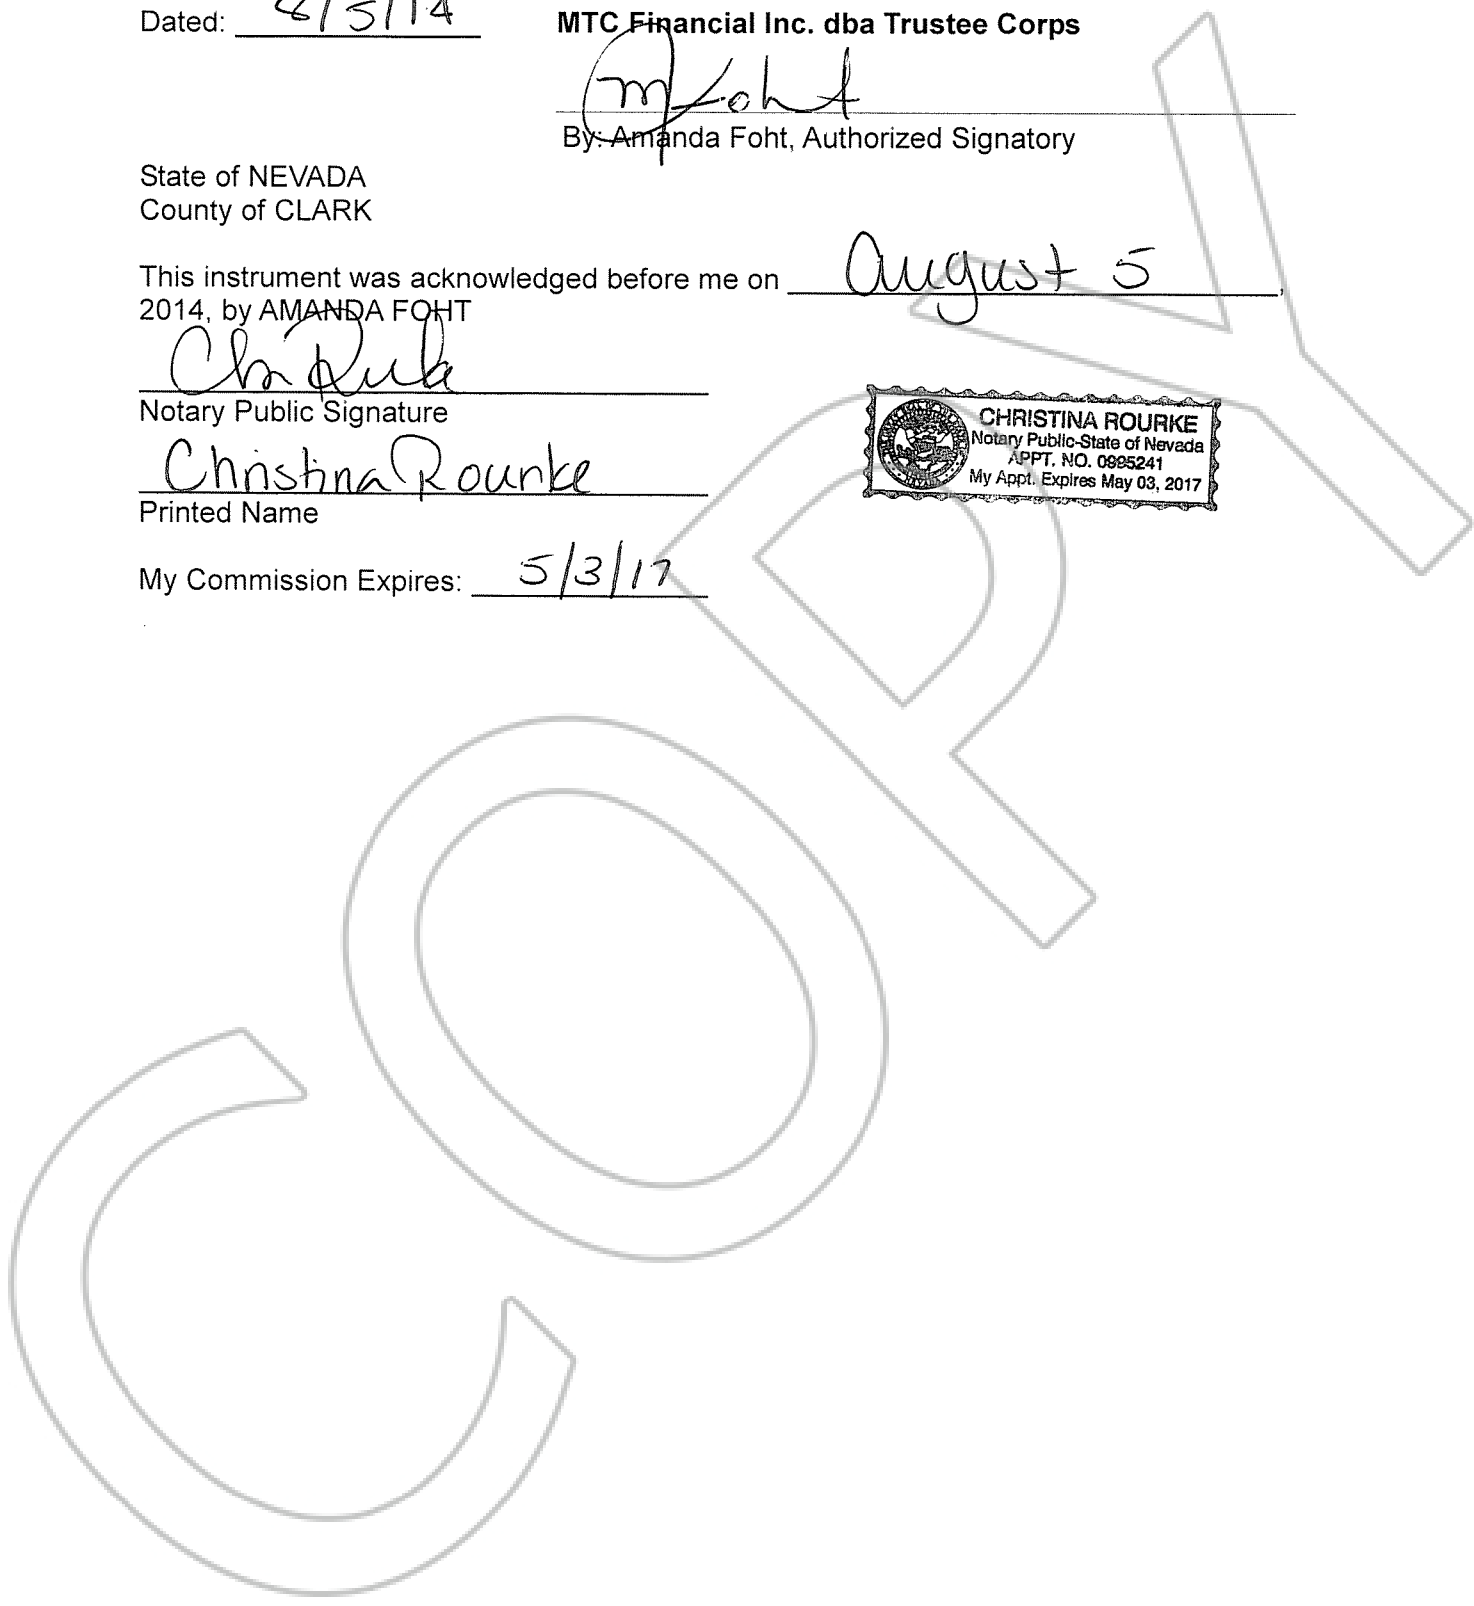 Dated: 8/5/14
MTC Financial Inc. dba Trustee Corps
By: Amanda Foht, Authorized Signatory
State of NEVADA
County of CLARK
This instrument was acknowledged before me on August 5,
2014, by AMANDA FOHT
Notary Public Signature
Christina Rourke
Printed Name
CHRISTINA ROURKE
Notary Public-State of Nevada
APPT. NO. 0995241
My Appt. Expires May 03, 2017
My Commission Expires: 5/3/17
COPY